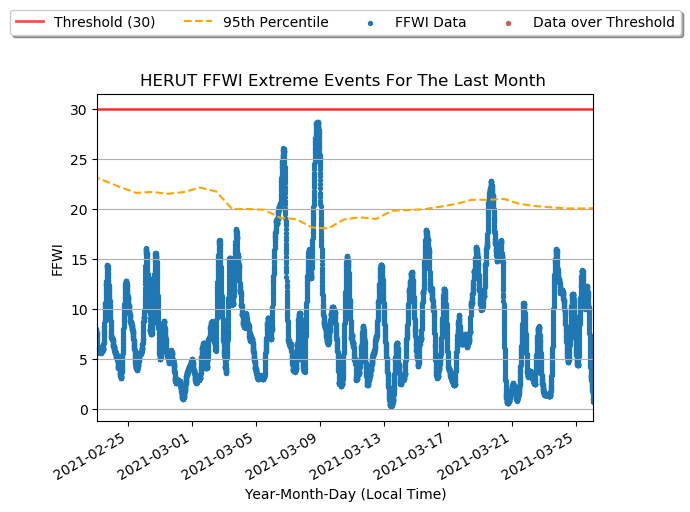 Threshold (30) 95th Percentile FFWI Data Data over Threshold
HERUT FFWI Extreme Events For The Last Month
30
25
20
15
10
5
0
FFWI
2021-02-25 2021-03-01 2021-03-05 2021-03-09 2021-03-13 2021-03-17 2021-03-21 2021-03-25
Year-Month-Day (Local Time)